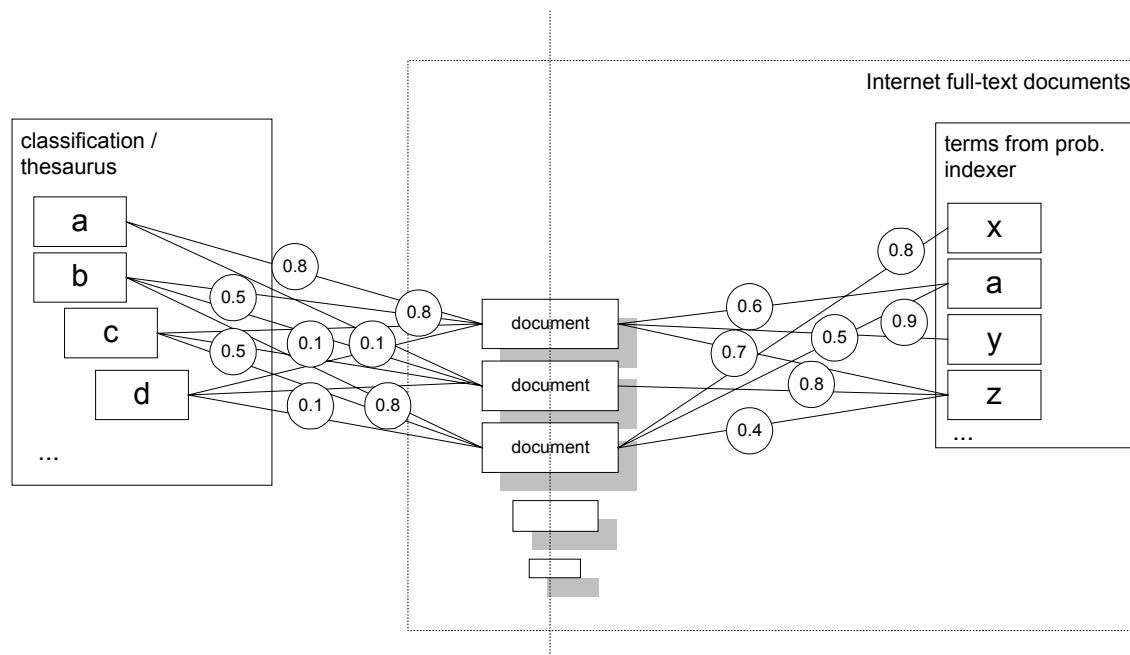 Internet full-text documents
classification /
thesaurus
a
b
c
d
...
0.8
0.5
0.8
0.1
0.1
0.5
0.1
0.8
document
document
document
0.8
0.6
0.9
0.5
0.7
0.8
0.4
terms from prob.
indexer
x
a
y
z
...